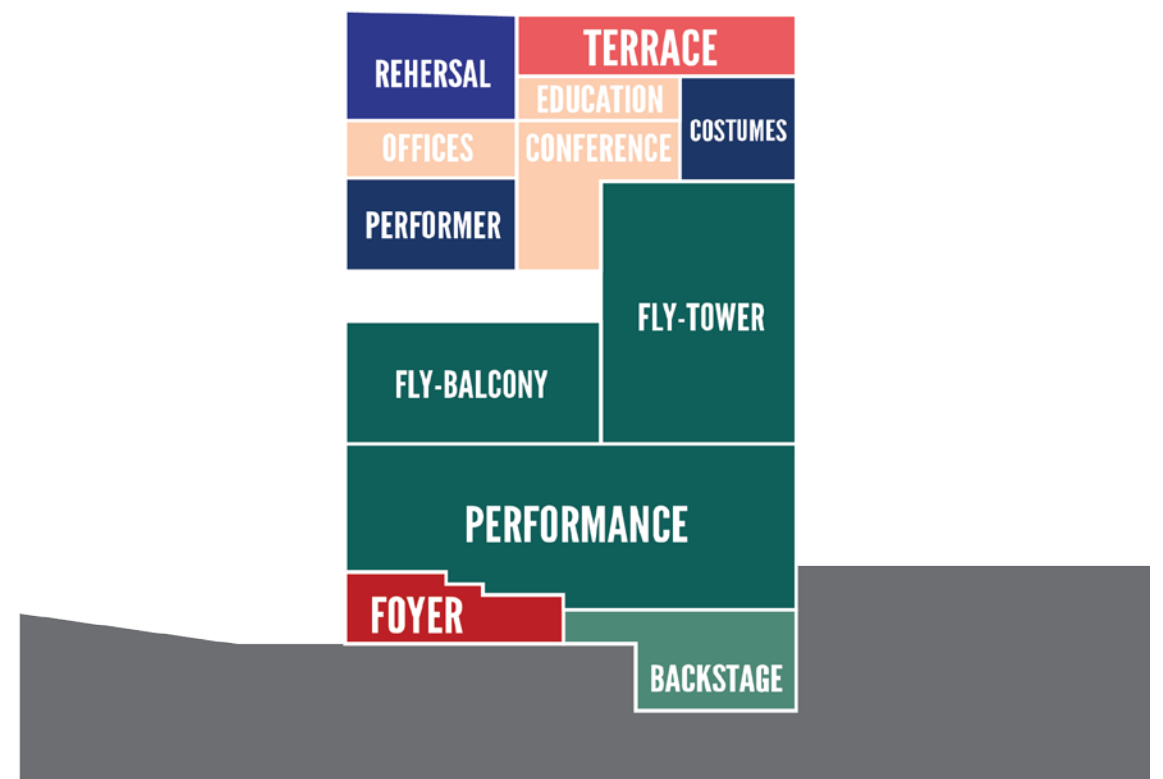 REHERSAL
TERRACE
EDUCATION
COSTUMES
OFFICES
CONFERENCE
PERFORMER
FLY-TOWER
FLY-BALCONY
PERFORMANCE
FOYER
BACKSTAGE